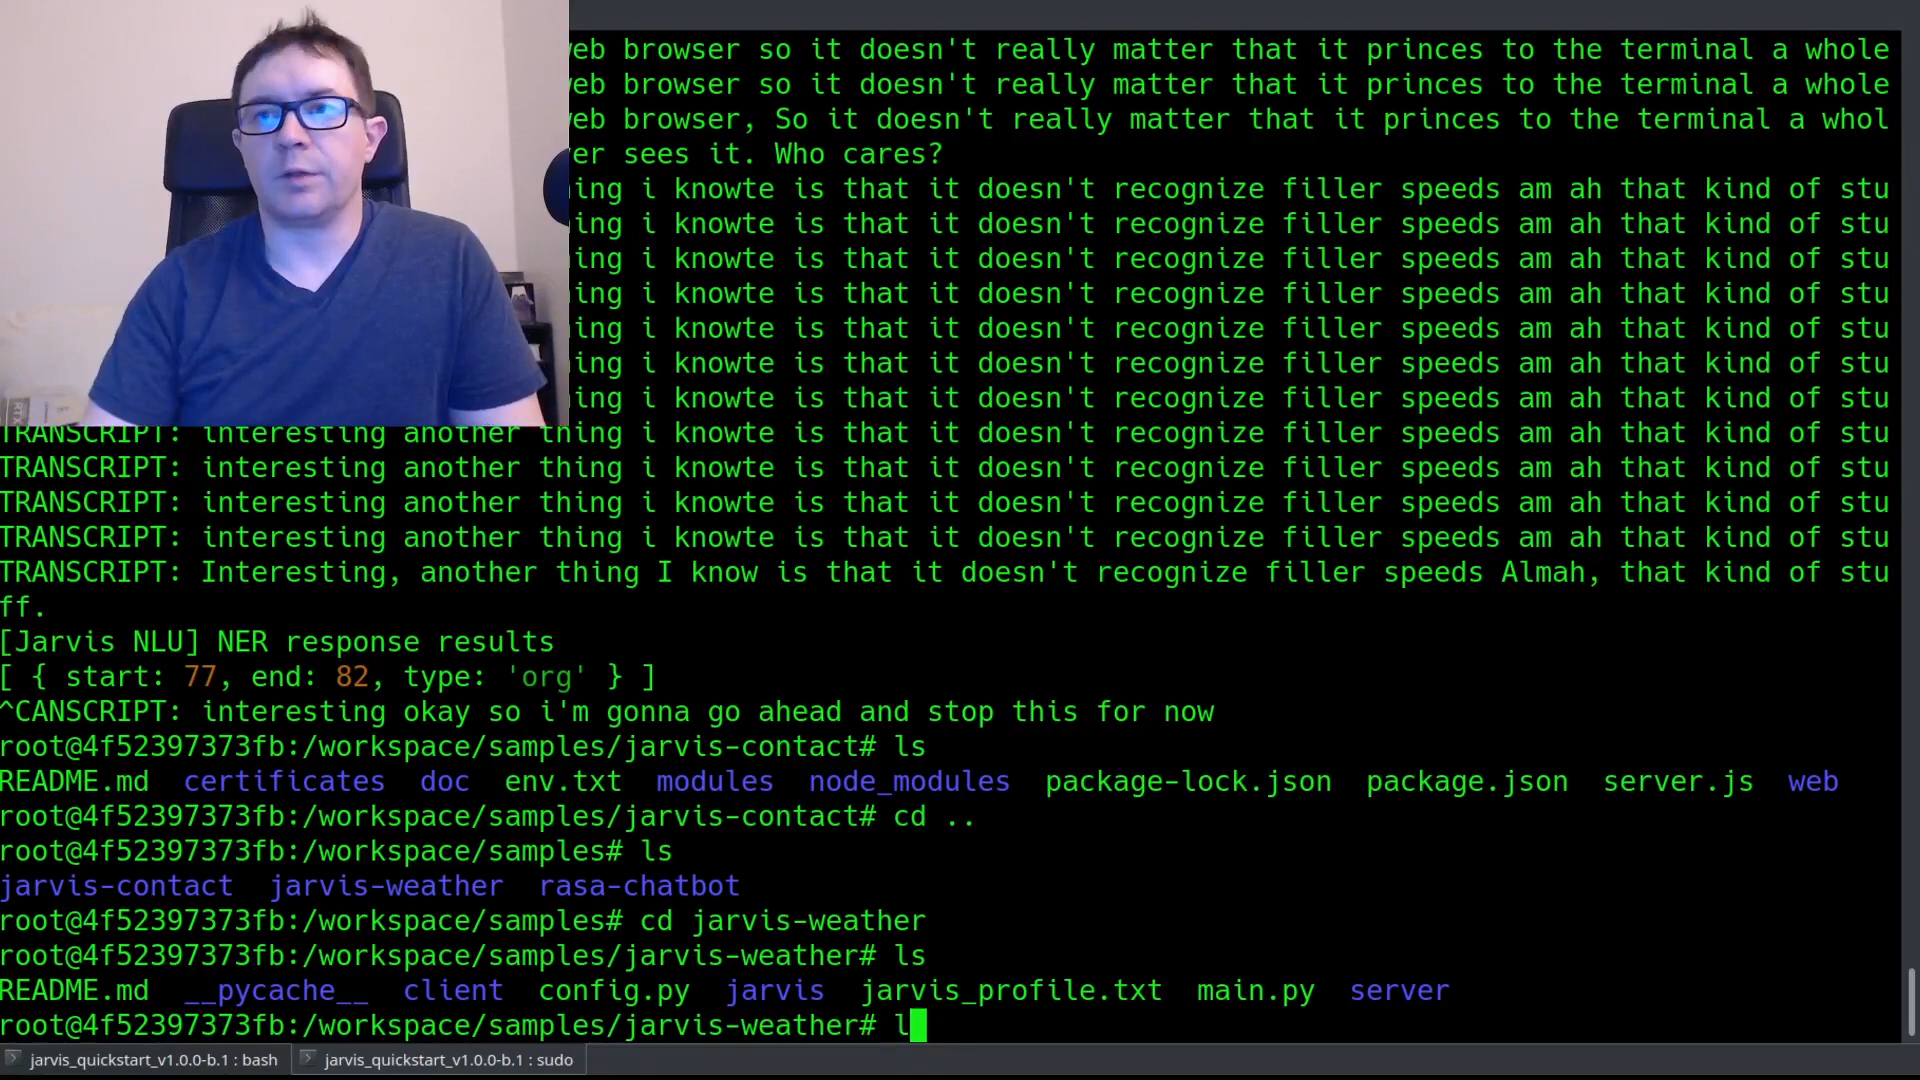 eb browser so it doesn't really matter that it princes to the terminal a whole
eb browser so it doesn't really matter that it princes to the terminal a whole
eb browser, So it doesn't really matter that it princes to the terminal a whol
er sees it. Who cares?
ing i knowte is that it doesn't recognize filler speeds am ah that kind of stu
ing i knowte is that it doesn't recognize filler speeds am ah that kind of stu
ing i knowte is that it doesn't recognize filler speeds am ah that kind of stu
ing i knowte is that it doesn't recognize filler speeds am ah that kind of stu
ing i knowte is that it doesn't recognize filler speeds am ah that kind of stu
ing i knowte is that it doesn't recognize filler speeds am ah that kind of stu
ing i knowte is that it doesn't recognize filler speeds am ah that kind of stu
TRANSCRIPT: interesting another thing i knowte is that it doesn't recognize filler speeds am ah that kind of stu
TRANSCRIPT: interesting another thing i knowte is that it doesn't recognize filler speeds am ah that kind of stu
TRANSCRIPT: interesting another thing i knowte is that it doesn't recognize filler speeds am ah that kind of stu
TRANSCRIPT: interesting another thing i knowte is that it doesn't recognize filler speeds am ah that kind of stu
TRANSCRIPT: Interesting, another thing I know is that it doesn't recognize filler speeds Almah, that kind of stu
ff.
[Jarvis NLU] NER response results
[ { start: 77, end: 82, type: 'org' } ]
^CANSCRIPT: interesting okay so i'm gonna go ahead and stop this for now
root@4f52397373fb:/workspace/samples/jarvis-contact# ls
README.md certificates doc env.txt modules node_modules package-lock.json package.json server.js web
root@4f52397373fb:/workspace/samples/jarvis-contact# cd ..
root@4f52397373fb:/workspace/samples# ls
jarvis-contact jarvis-weather rasa-chatbot
root@4f52397373fb:/workspace/samples# cd jarvis-weather
root@4f52397373fb:/workspace/samples/jarvis-weather# ls
README.md __pycache__ client config.py jarvis jarvis_profile.txt main.py server
root@4f52397373fb:/workspace/samples/jarvis-weather# l
jarvis_quickstart_v1.0.0-b.1 : bash jarvis_quickstart_v1.0.0-b.1 : sudo